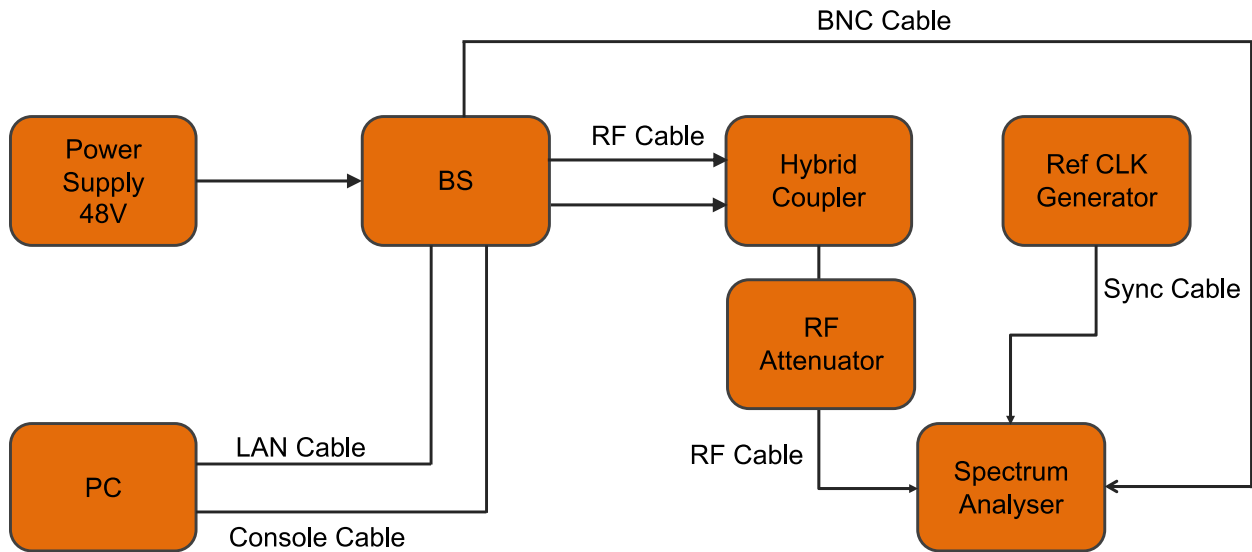 BNC Cable
Power
Supply
48V
BS
RF Cable
Hybrid
Coupler
Ref CLK
Generator
Sync Cable
RF
Attenuator
LAN Cable
RF Cable
PC
Spectrum
Analyser
Console Cable